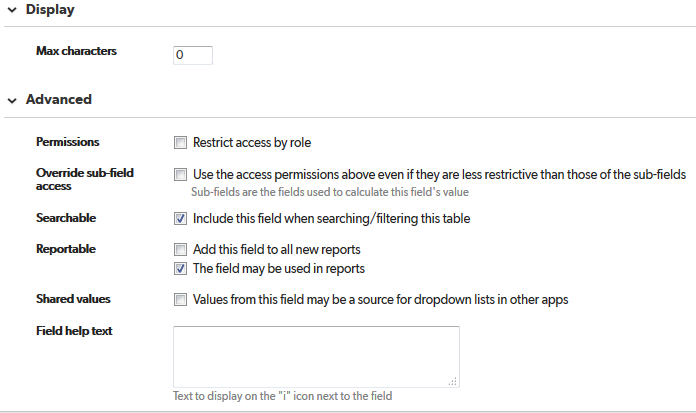 Display
Max characters 0
Advanced
Permissions Restrict access by role
Override sub-field access Use the access permissions above even if they are less restrictive than those of the sub-fields
Sub-fields are the fields used to calculate this field's value
Searchable Include this field when searching/filtering this table
Reportable Add this field to all new reports
The field may be used in reports
Shared values Values from this field may be a source for dropdown lists in other apps
Field help text
Text to display on the "i" icon next to the field